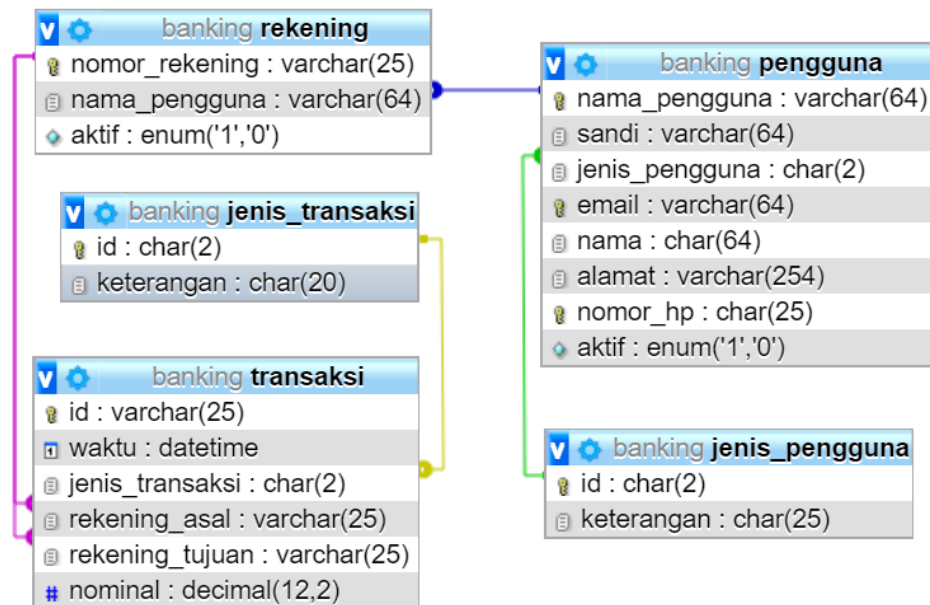 banking rekening
nomor_rekening : varchar(25)
nama_pengguna : varchar(64)
aktif : enum('1','0')
banking jenis_transaksi
id : char(2)
keterangan : char(20)
banking transaksi
id : varchar(25)
waktu : datetime
jenis_transaksi : char(2)
rekening_asal : varchar(25)
rekening_tujuan : varchar(25)
# nominal : decimal(12,2)
banking pengguna
nama_pengguna : varchar(64)
sandi : varchar(64)
jenis_pengguna : char(2)
email : varchar(64)
nama : char(64)
alamat : varchar(254)
nomor_hp : char(25)
aktif : enum('1','0')
banking jenis_pengguna
id : char(2)
keterangan : char(25)